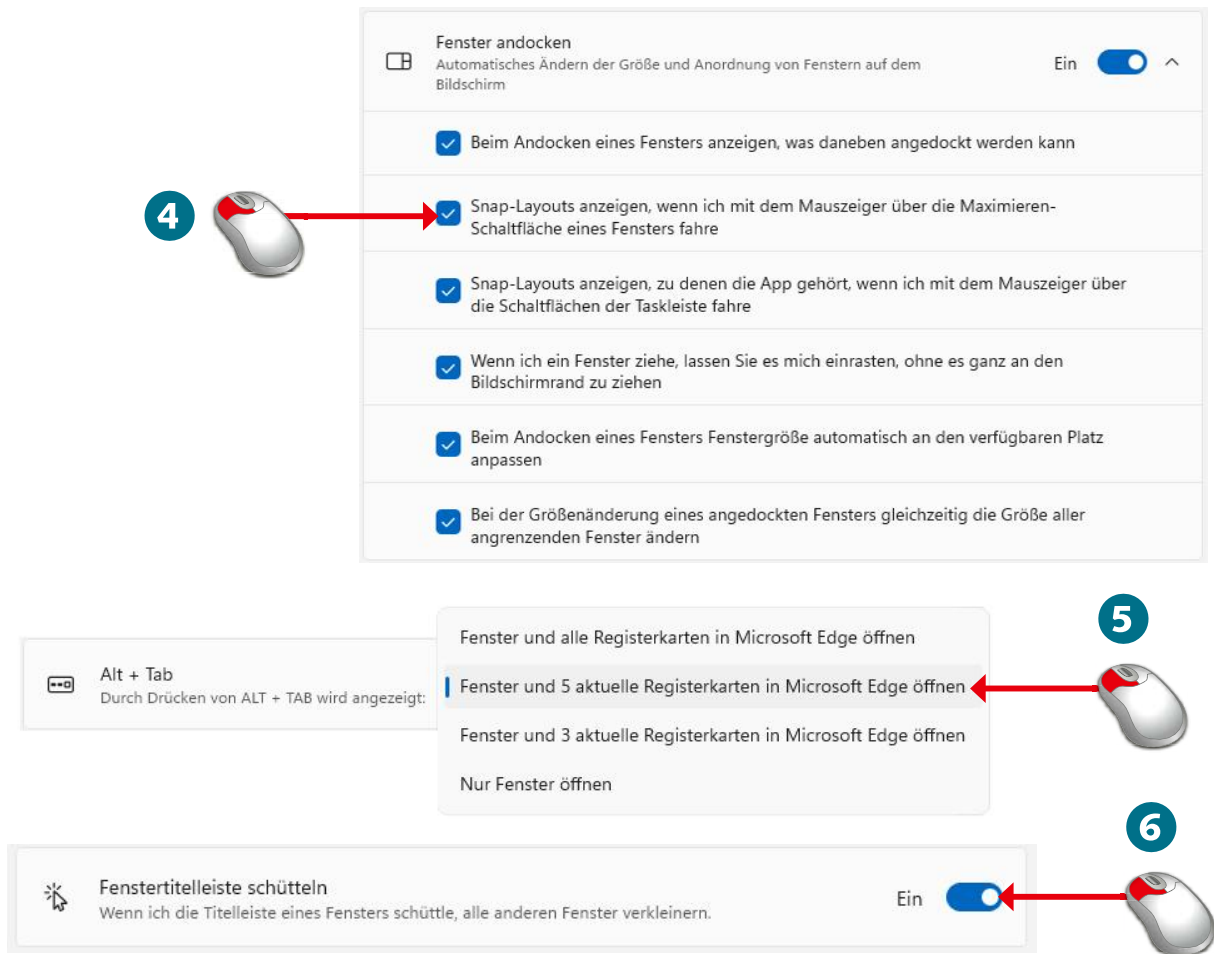 Fenster andocken
Automatisches Ändern der Größe und Anordnung von Fenstern auf dem
Bildschirm
Ein
Beim Andocken eines Fensters anzeigen, was daneben angedockt werden kann
4
Snap-Layouts anzeigen, wenn ich mit dem Mauszeiger über die Maximieren-
Schaltfläche eines Fensters fahre
Snap-Layouts anzeigen, zu denen die App gehört, wenn ich mit dem Mauszeiger über
die Schaltflächen der Taskleiste fahre
Wenn ich ein Fenster ziehe, lassen Sie es mich einrasten, ohne es ganz an den
Bildschirmrand zu ziehen
Beim Andocken eines Fensters Fenstergröße automatisch an den verfügbaren Platz
anpassen
Bei der Größenänderung eines angedockten Fensters gleichzeitig die Größe aller
angrenzenden Fenster ändern
5
Alt + Tab
Durch Drücken von ALT + TAB wird angezeigt:
Fenster und alle Registerkarten in Microsoft Edge öffnen
Fenster und 5 aktuelle Registerkarten in Microsoft Edge öffnen
Fenster und 3 aktuelle Registerkarten in Microsoft Edge öffnen
Nur Fenster öffnen
6
Fenstertitelleiste schütteln
Wenn ich die Titelleiste eines Fensters schüttle, alle anderen Fenster verkleinern.
Ein